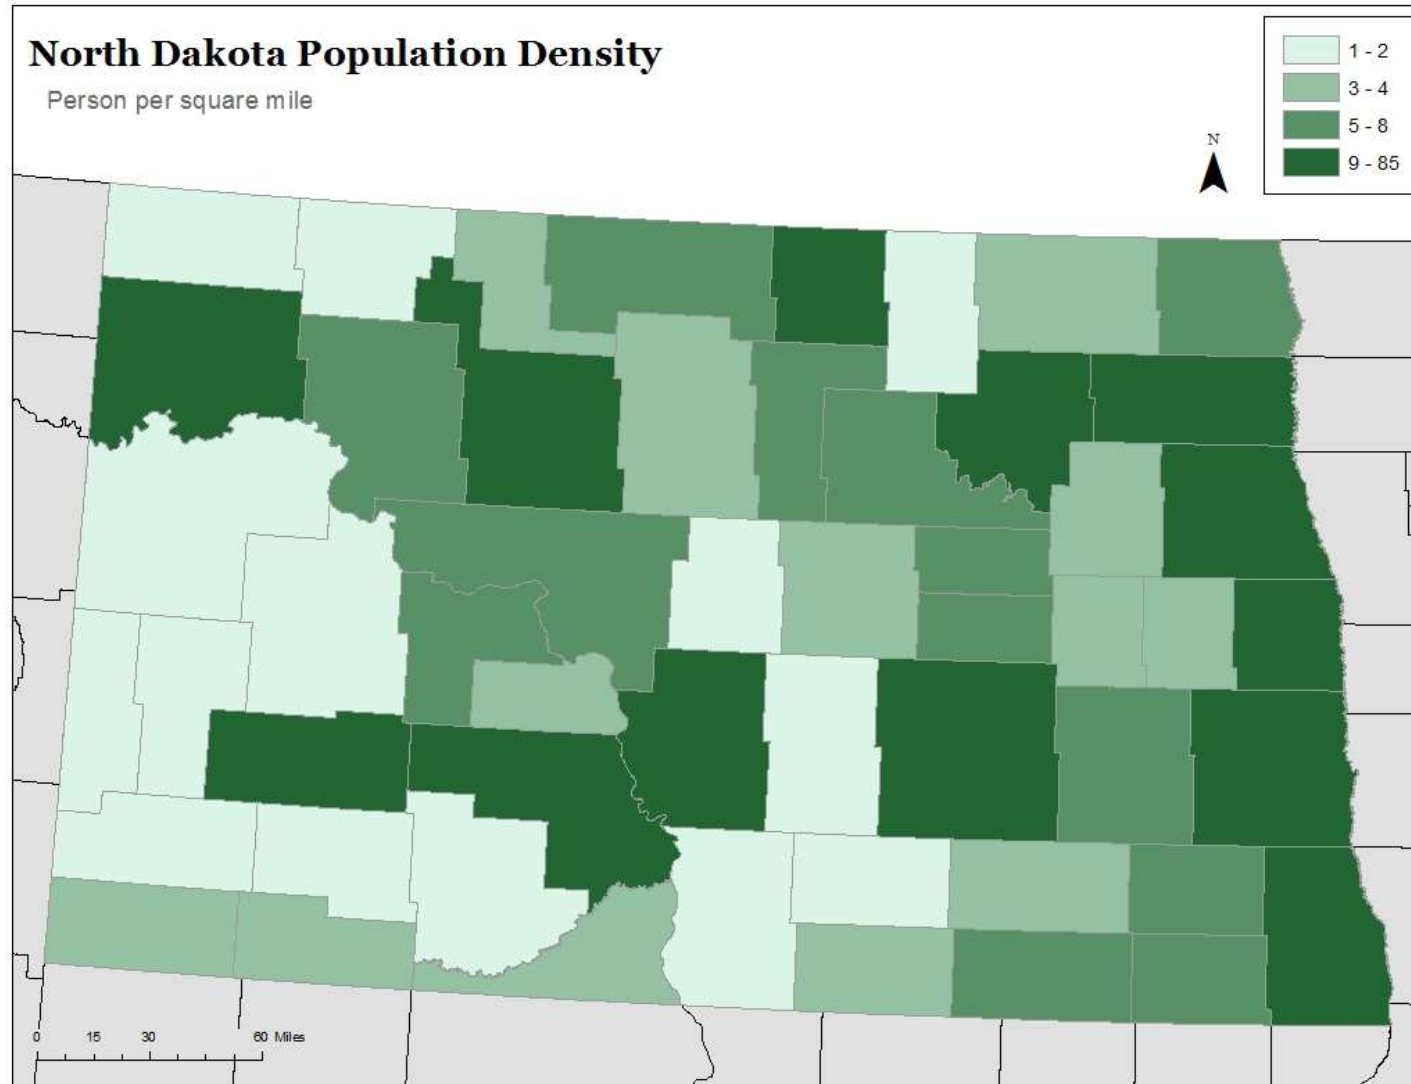 North Dakota Population Density
Person per square mile
1 - 2
3 - 4
5 - 8
9 - 85
N
0 15 30 60 Miles